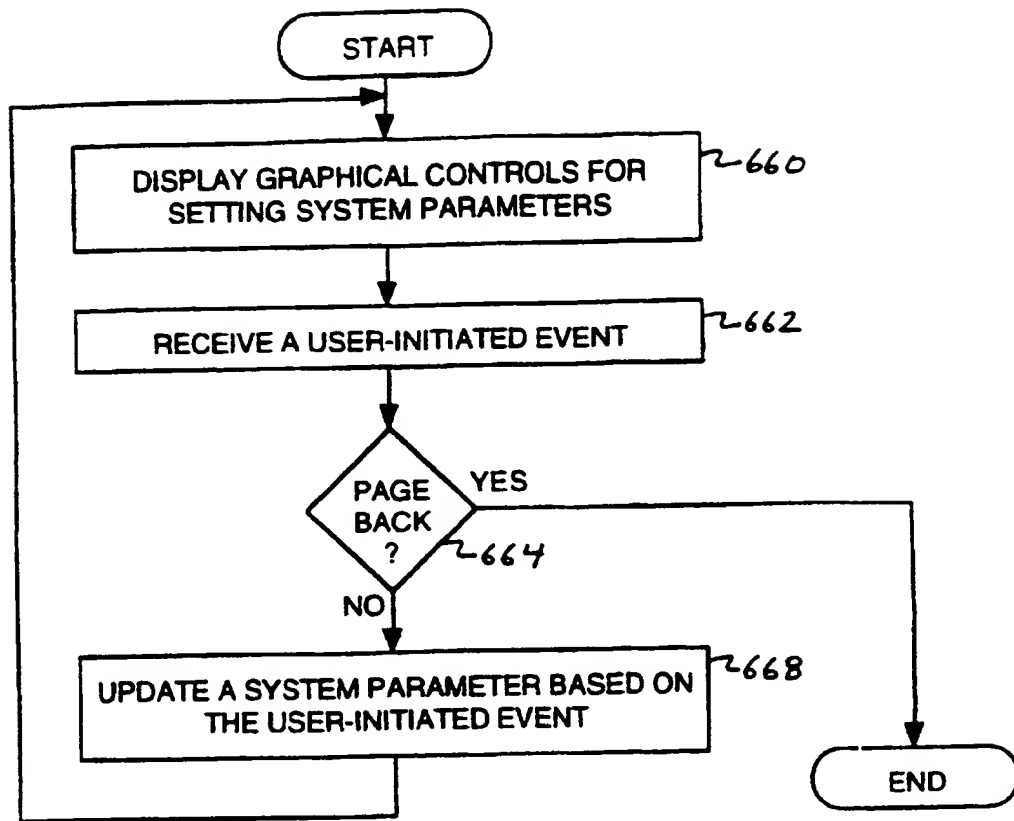 START
DISPLAY GRAPHICAL CONTROLS FOR
SETTING SYSTEM PARAMETERS
660
RECEIVE A USER-INITIATED EVENT
662
PAGE
BACK
?
YES
664
NO
UPDATE A SYSTEM PARAMETER BASED ON
THE USER-INITIATED EVENT
668
END